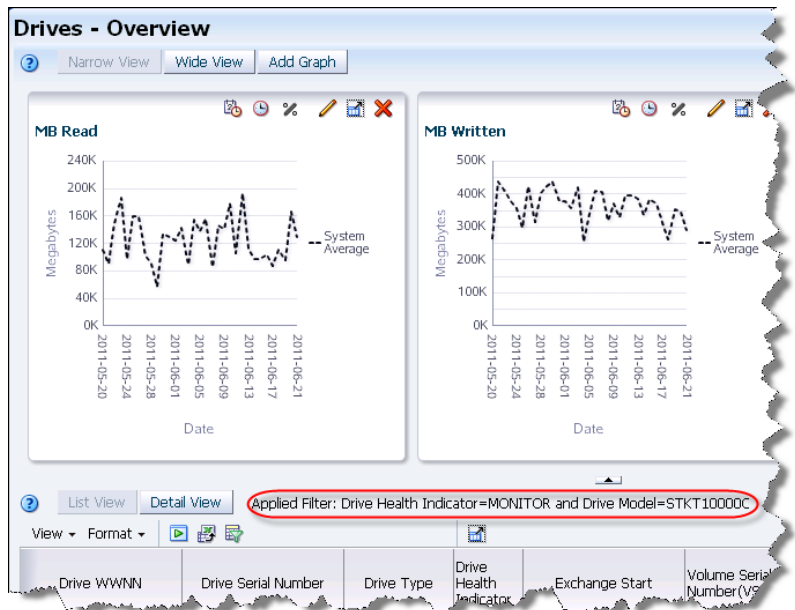 Drives - Overview
Narrow View Wide View Add Graph
MB Read
240K
200K
160K
120K
80K
40K
0K
Megabytes
System
Average
2011-05-20
2011-05-24
2011-05-28
2011-06-01
2011-06-05
2011-06-09
2011-06-13
2011-06-17
2011-06-21
Date
MB Written
500K
400K
300K
200K
100K
0K
Megabytes
System
Average
2011-05-20
2011-05-24
2011-05-28
2011-06-01
2011-06-05
2011-06-09
2011-06-13
2011-06-17
2011-06-21
Date
List View Detail View Applied Filter: Drive Health Indicator=MONITOR and Drive Model=STKT10000C
View Format
Drive WWNN
Drive Serial Number
Drive Type
Drive
Health
Indicator
Exchange Start
Volume Serial
Number(VS